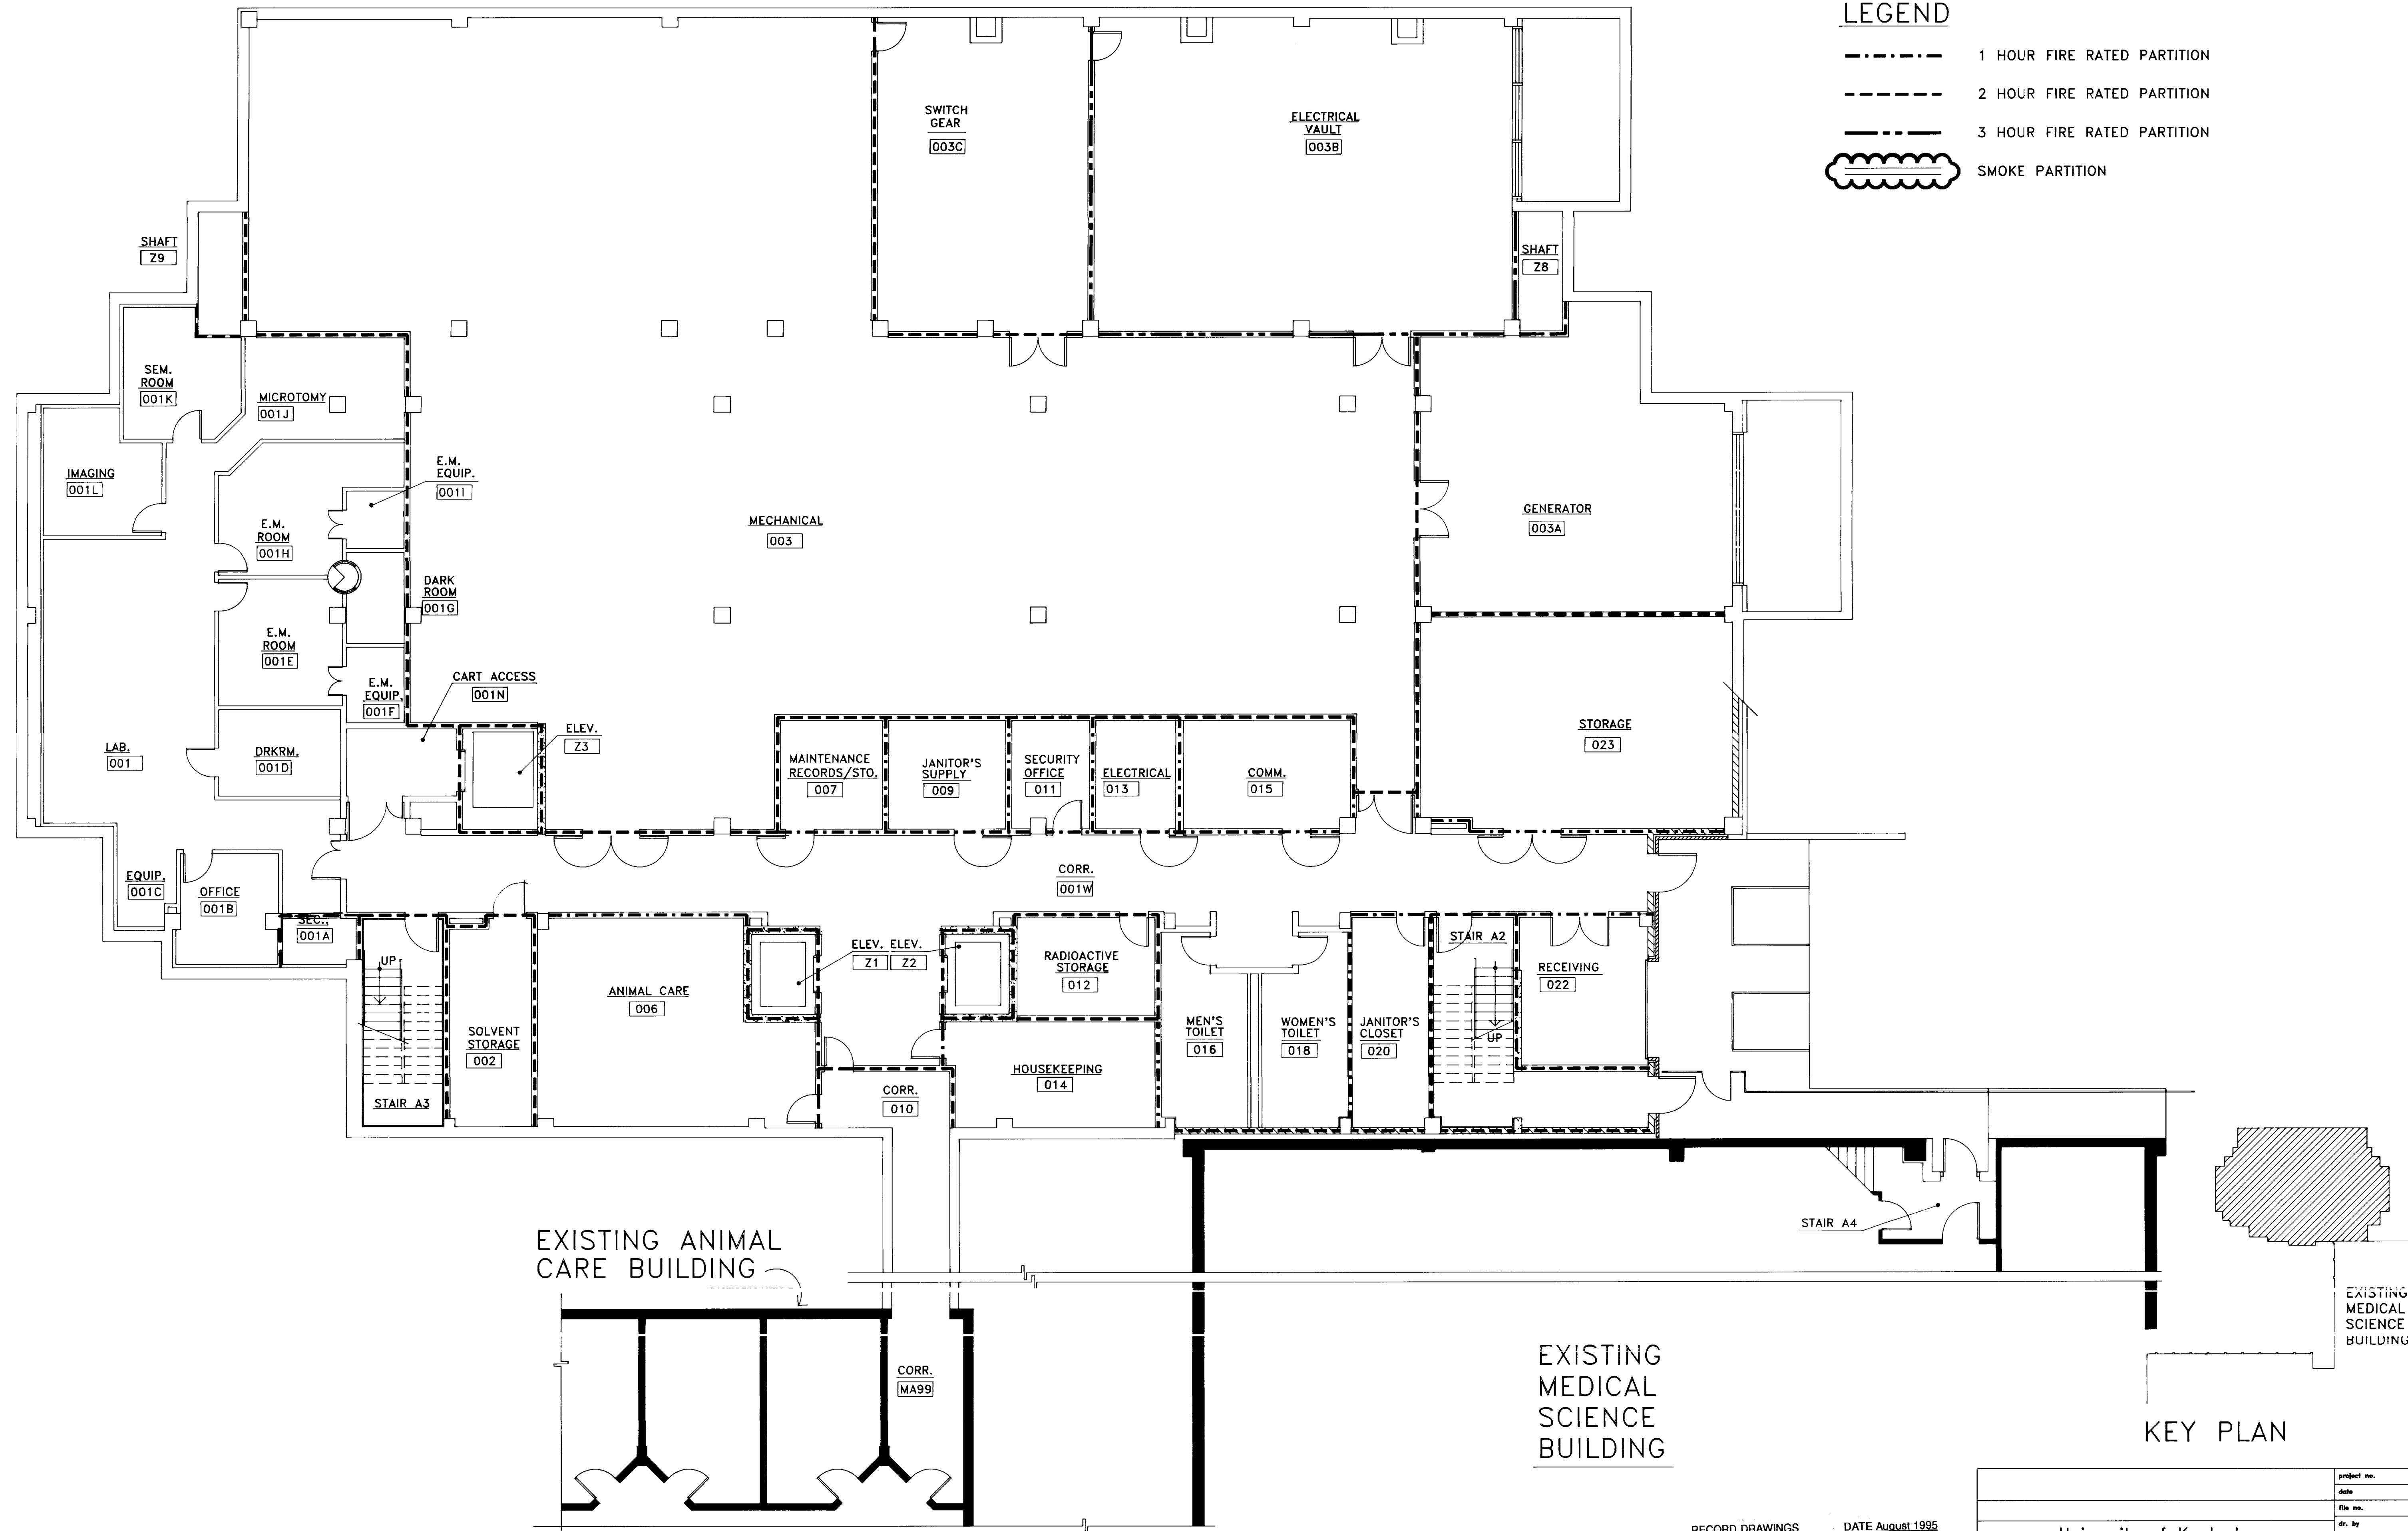 LEGEND
1 HOUR FIRE RATED PARTITION
2 HOUR FIRE RATED PARTITION
3 HOUR FIRE RATED PARTITION
SMOKE PARTITION
SWITCH
GEAR
003C
ELECTRICAL
VAULT
003B
SHAFT
Z9
SHAFT
Z8
SEM.
ROOM
001K
MICROTOMY
001J
IMAGING
001L
E.M.
EQUIP.
001I
E.M.
ROOM
001H
MECHANICAL
003
GENERATOR
003A
DARK
ROOM
001G
E.M.
ROOM
001E
E.M.
EQUIP.
001F
CART ACCESS
001N
ELEV.
Z3
LAB.
001
DRKRM.
001D
MAINTENANCE
RECORDS/STO.
007
JANITOR'S
SUPPLY
009
SECURITY
OFFICE
011
ELECTRICAL
013
COMM.
015
STORAGE
023
EQUIP.
001C
OFFICE
001B
SEC..
001A
CORR.
001W
UP
STAIR A3
SOLVENT
STORAGE
002
ANIMAL CARE
006
ELEV. ELEV.
Z1 Z2
RADIOACTIVE
STORAGE
012
HOUSEKEEPING
014
CORR.
010
MEN'S
TOILET
016
WOMEN'S
TOILET
018
JANITOR'S
CLOSET
020
STAIR A2
UP
RECEIVING
022
STAIR A4
EXISTING ANIMAL
CARE BUILDING
CORR.
MA99
EXISTING
MEDICAL
SCIENCE
BUILDING
EXISTING
MEDICAL
SCIENCE
BUILDING
KEY PLAN
RECORD DRAWINGS
DATE August 1995
project no.
date
file no.
dr. by